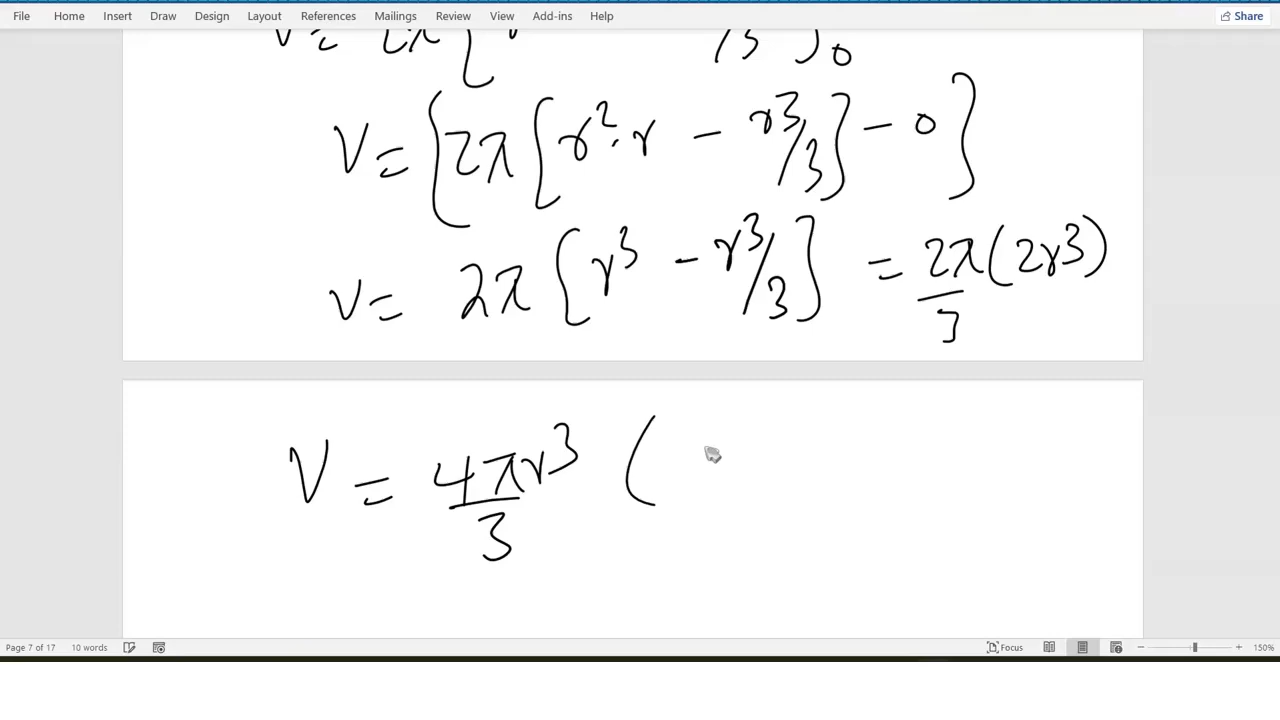 File Home Insert Draw Design Layout References Mailings Review View Add-ins Help Share
V = {2π[r².r - r³/3] - 0}
V = 2π[r³ - r³/3] = 2π(2r³)/3
V = 4πr³/3 (
Page 7 of 17 10 words Focus 150%